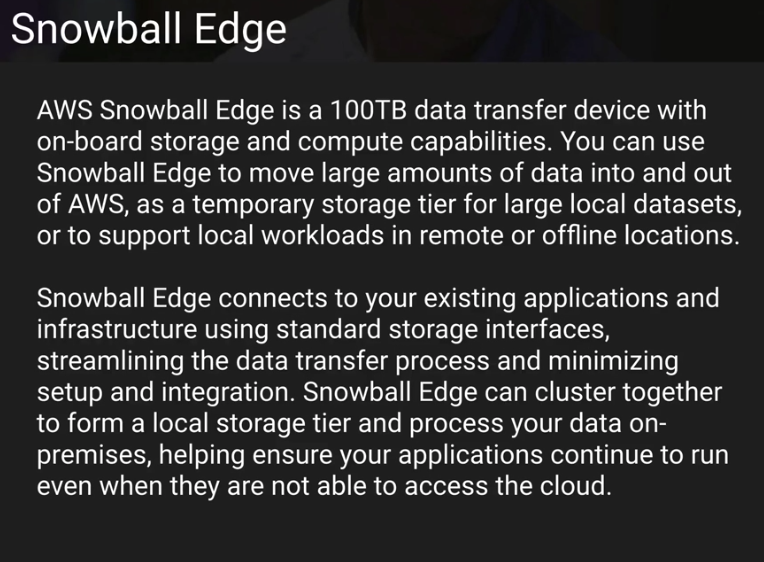 Snowball Edge
AWS Snowball Edge is a 100TB data transfer device with
on-board storage and compute capabilities. You can use
Snowball Edge to move large amounts of data into and out
of AWS, as a temporary storage tier for large local datasets,
or to support local workloads in remote or offline locations.
Snowball Edge connects to your existing applications and
infrastructure using standard storage interfaces,
streamlining the data transfer process and minimizing
setup and integration. Snowball Edge can cluster together
to form a local storage tier and process your data on-
premises, helping ensure your applications continue to run
even when they are not able to access the cloud.